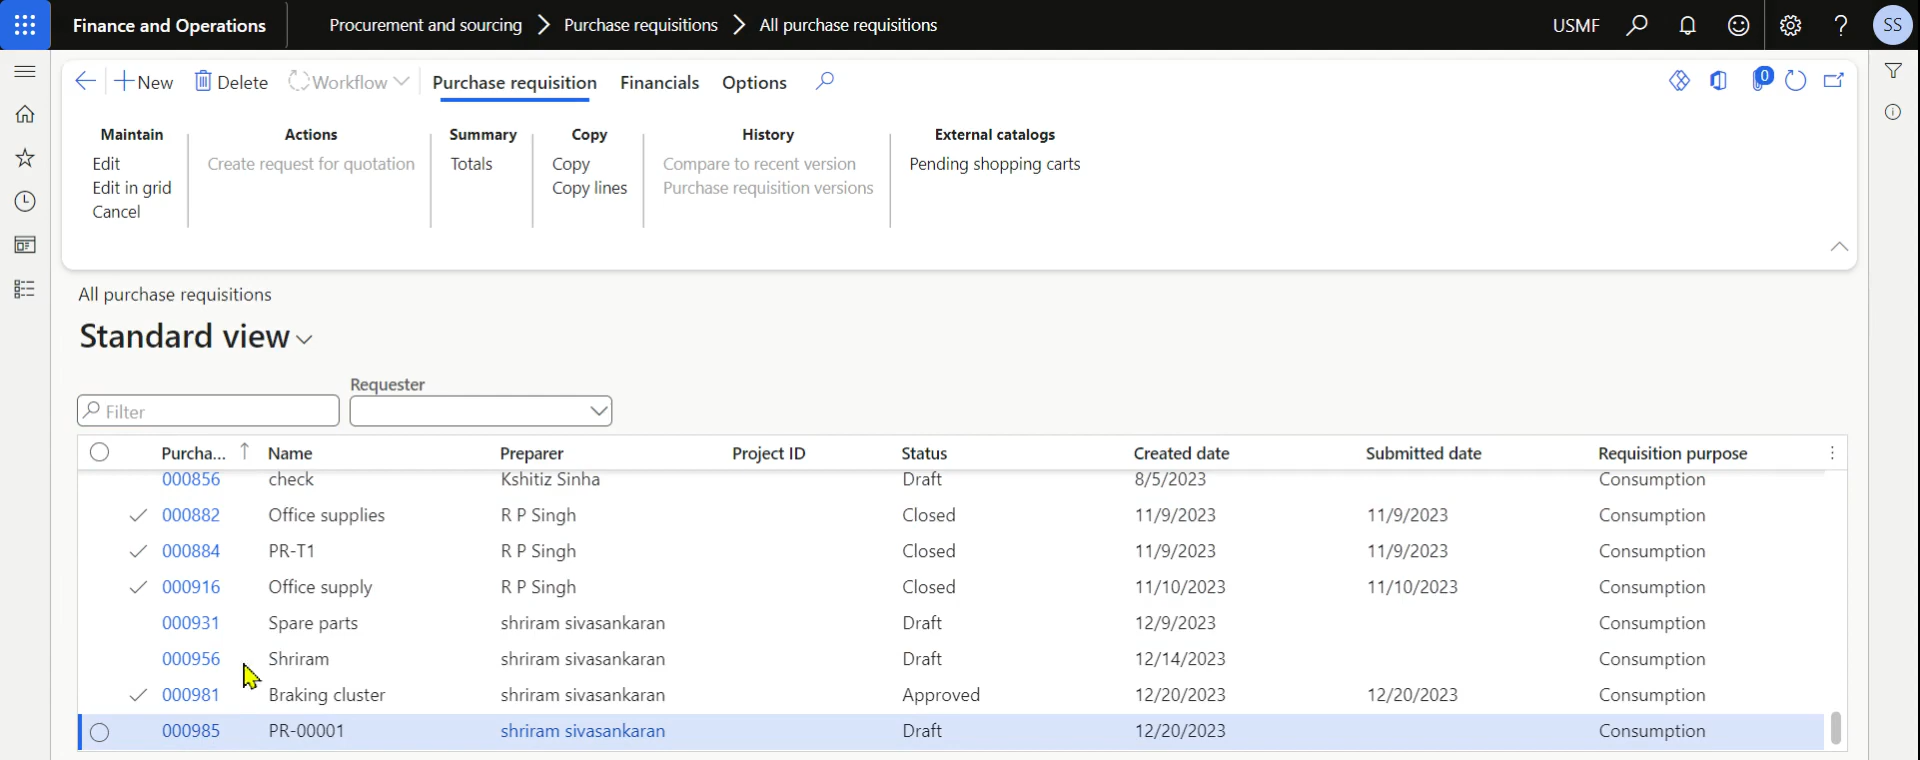 Finance and Operations Procurement and sourcing Purchase requisitions All purchase requisitions USMF ? SS
New Delete Workflow Purchase requisition Financials Options 0
Maintain Actions Summary Copy History External catalogs
Edit Create request for quotation Totals Copy Compare to recent version Pending shopping carts
Edit in grid Copy lines Purchase requisition versions
Cancel
All purchase requisitions
Standard view
Requester
Filter
Purcha... Name Preparer Project ID Status Created date Submitted date Requisition purpose
000856 check Kshitiz Sinha Draft 8/5/2023 Consumption
000882 Office supplies R P Singh Closed 11/9/2023 11/9/2023 Consumption
000884 PR-T1 R P Singh Closed 11/9/2023 11/9/2023 Consumption
000916 Office supply R P Singh Closed 11/10/2023 11/10/2023 Consumption
000931 Spare parts shriram sivasankaran Draft 12/9/2023 Consumption
000956 Shriram shriram sivasankaran Draft 12/14/2023 Consumption
000981 Braking cluster shriram sivasankaran Approved 12/20/2023 12/20/2023 Consumption
000985 PR-00001 shriram sivasankaran Draft 12/20/2023 Consumption